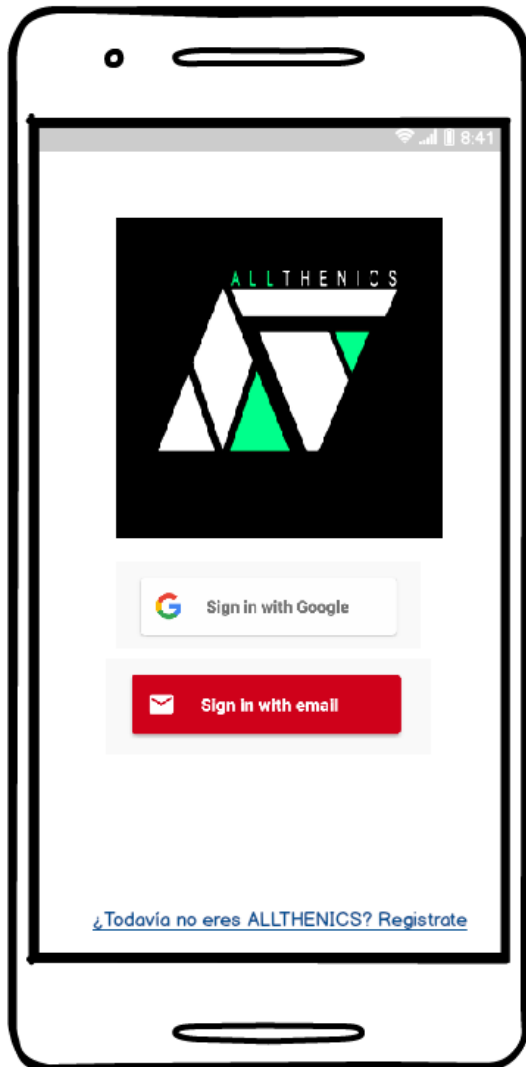 8:41
ALLTHENICS
Sign in with Google
Sign in with email
¿Todavía no eres ALLTHENICS? Registrate